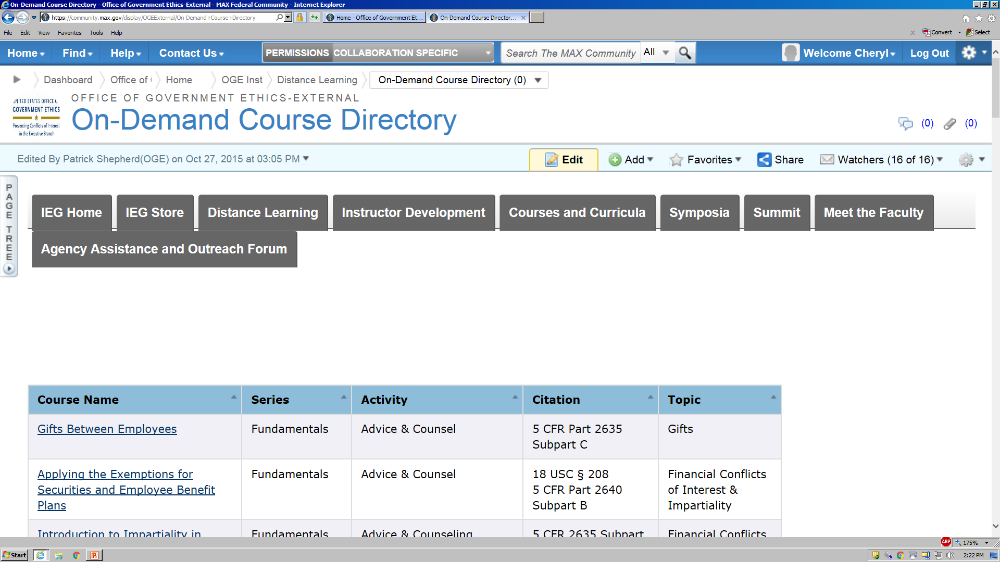 On-Demand Course Directory - Office of Government Ethics-External - MAX Federal Community - Internet Explorer
https://community.max.gov/display/OGEExternal/On-Demand+Course+Directory
Home - Office of Government Et...
On-Demand Course Director...
File Edit View Favorites Tools Help
Convert
Select
Home Find Help Contact Us
PERMISSIONS COLLABORATION SPECIFIC
Search The MAX Community All
Welcome Cheryl Log Out
Dashboard Office of Home OGE Inst Distance Learning On-Demand Course Directory (0)
UNITED STATES OFFICE
GOVERNMENT ETHICS
Preventing Conflicts of Interest
in the Executive Branch
OFFICE OF GOVERNMENT ETHICS-EXTERNAL
On-Demand Course Directory
(0) (0)
Edited By Patrick Shepherd(OGE) on Oct 27, 2015 at 03:05 PM
Edit Add Favorites Share Watchers (16 of 16)
PAGE TREE
IEG Home IEG Store Distance Learning Instructor Development Courses and Curricula Symposia Summit Meet the Faculty
Agency Assistance and Outreach Forum
Course Name Series Activity Citation Topic
Gifts Between Employees Fundamentals Advice & Counsel 5 CFR Part 2635 Gifts
Subpart C
Applying the Exemptions for Fundamentals Advice & Counsel 18 USC § 208 Financial Conflicts
Securities and Employee Benefit 5 CFR Part 2640 of Interest &
Plans Subpart B Impartiality
Introduction to Impartiality in Fundamentals Advice & Counseling 5 CFR 2635 Subpart Financial Conflicts
ABP 175%
Start
2:22 PM